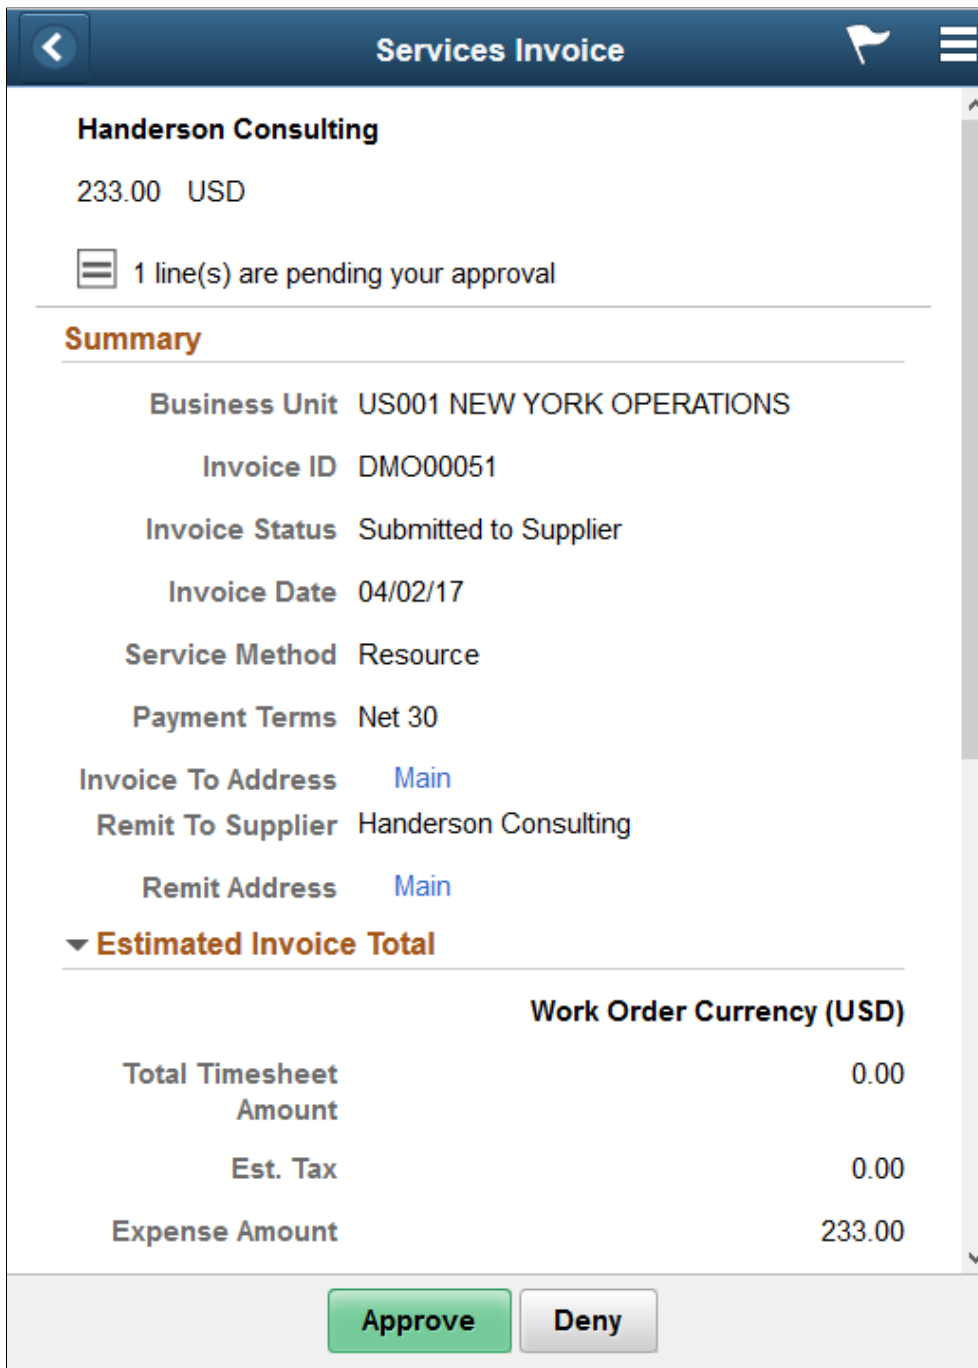 Services Invoice
Handerson Consulting
233.00 USD
1 line(s) are pending your approval
Summary
Business Unit US001 NEW YORK OPERATIONS
Invoice ID DMO00051
Invoice Status Submitted to Supplier
Invoice Date 04/02/17
Service Method Resource
Payment Terms Net 30
Invoice To Address Main
Remit To Supplier Handerson Consulting
Remit Address Main
Estimated Invoice Total
Work Order Currency (USD)
Total Timesheet 0.00
Amount
Est. Tax 0.00
Expense Amount 233.00
Approve Deny